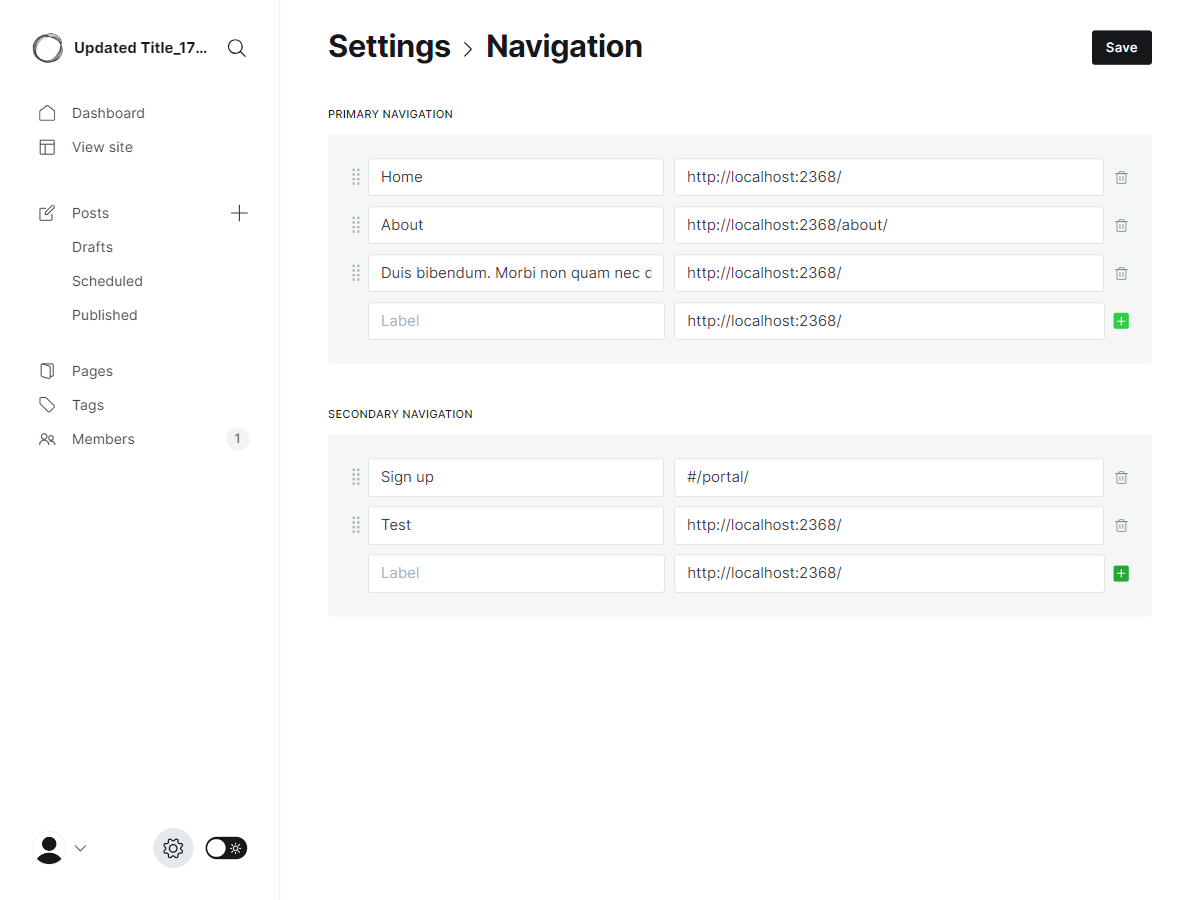 Updated Title_17...
Dashboard
View site
Posts
Drafts
Scheduled
Published
Pages
Tags
Members
1
Settings > Navigation
Save
PRIMARY NAVIGATION
Home http://localhost:2368/
About http://localhost:2368/about/
Duis bibendum. Morbi non quam nec http://localhost:2368/
Label http://localhost:2368/
SECONDARY NAVIGATION
Sign up #/portal/
Test http://localhost:2368/
Label http://localhost:2368/